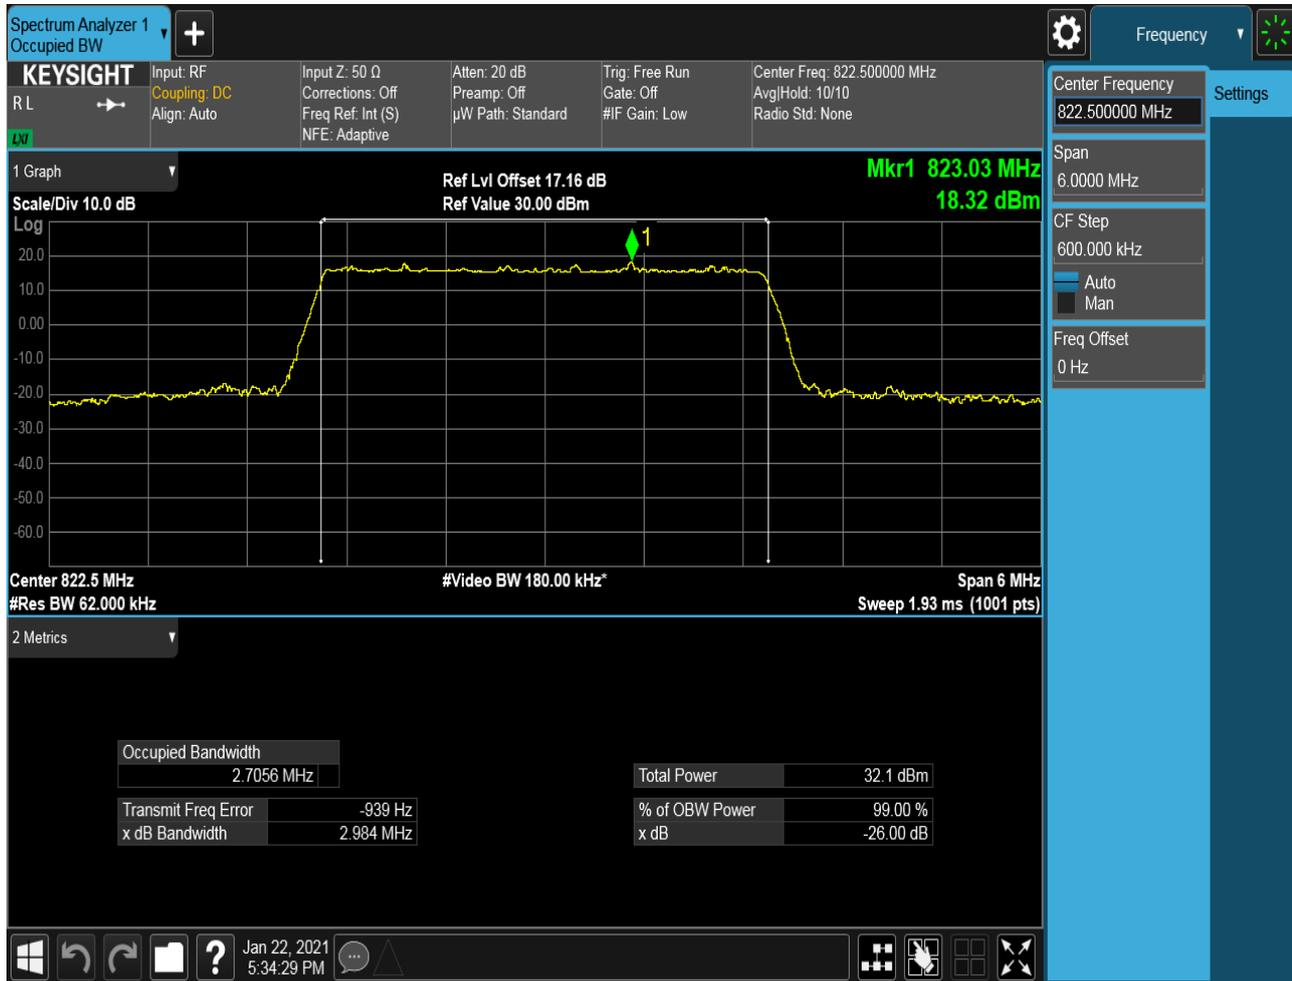 Spectrum Analyzer 1
Occupied BW
Frequency
KEYSIGHT
R L
LXI
Input: RF
Coupling: DC
Align: Auto
Input Z: 50 Ω
Corrections: Off
Freq Ref: Int (S)
NFE: Adaptive
Atten: 20 dB
Preamp: Off
µW Path: Standard
Trig: Free Run
Gate: Off
#IF Gain: Low
Center Freq: 822.500000 MHz
Avg|Hold: 10/10
Radio Std: None
Center Frequency
822.500000 MHz
Settings
Span
6.0000 MHz
CF Step
600.000 kHz
Auto
Man
Freq Offset
0 Hz
1 Graph
Scale/Div 10.0 dB
Ref Lvl Offset 17.16 dB
Ref Value 30.00 dBm
Mkr1 823.03 MHz
18.32 dBm
Log
1
20.0
10.0
0.00
-10.0
-20.0
-30.0
-40.0
-50.0
-60.0
Center 822.5 MHz
#Video BW 180.00 kHz*
Span 6 MHz
#Res BW 62.000 kHz
Sweep 1.93 ms (1001 pts)
2 Metrics
Occupied Bandwidth
2.7056 MHz
Transmit Freq Error -939 Hz
x dB Bandwidth 2.984 MHz
Total Power 32.1 dBm
% of OBW Power 99.00 %
x dB -26.00 dB
?
Jan 22, 2021
5:34:29 PM